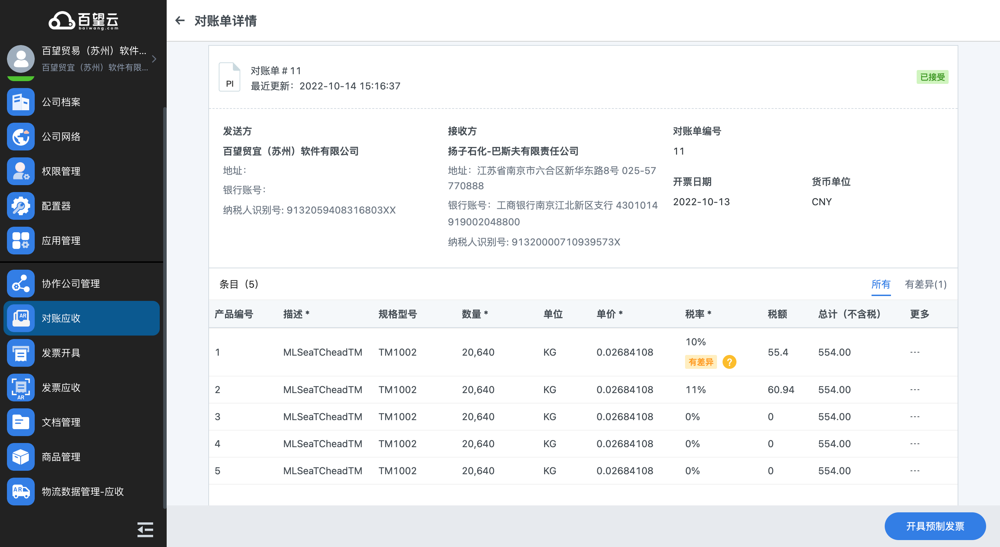 百望云
baiwang.com
百望贸易（苏州）软件...
百望贸宜（苏州）软件有限...
公司档案
公司网络
权限管理
配置器
应用管理
协作公司管理
AR
对账应收
发票开具
AR
发票应收
文档管理
商品管理
AR
物流数据管理-应收
对账单详情
PI
对账单 # 11
最近更新：2022-10-14 15:16:37
已接受
发送方
百望贸宜（苏州）软件有限公司
地址：
银行账号：
纳税人识别号: 9132059408316803XX
接收方
扬子石化-巴斯夫有限责任公司
地址：江苏省南京市六合区新华东路8号 025-57
770888
银行账号：工商银行南京江北新区支行 4301014
919002048800
纳税人识别号: 91320000710939573X
对账单编号
11
开票日期
2022-10-13
货币单位
CNY
条目（5）
所有 有差异(1)
产品编号 描述 * 规格型号 数量 * 单位 单价 * 税率 * 税额 总计（不含税） 更多
1 MLSeaTCheadTM TM1002 20,640 KG 0.02684108 10% 55.4 554.00 ---
有差异 ?
2 MLSeaTCheadTM TM1002 20,640 KG 0.02684108 11% 60.94 554.00 ---
3 MLSeaTCheadTM TM1002 20,640 KG 0.02684108 0% 0 554.00 ---
4 MLSeaTCheadTM TM1002 20,640 KG 0.02684108 0% 0 554.00 ---
5 MLSeaTCheadTM TM1002 20,640 KG 0.02684108 0% 0 554.00 ---
开具预制发票